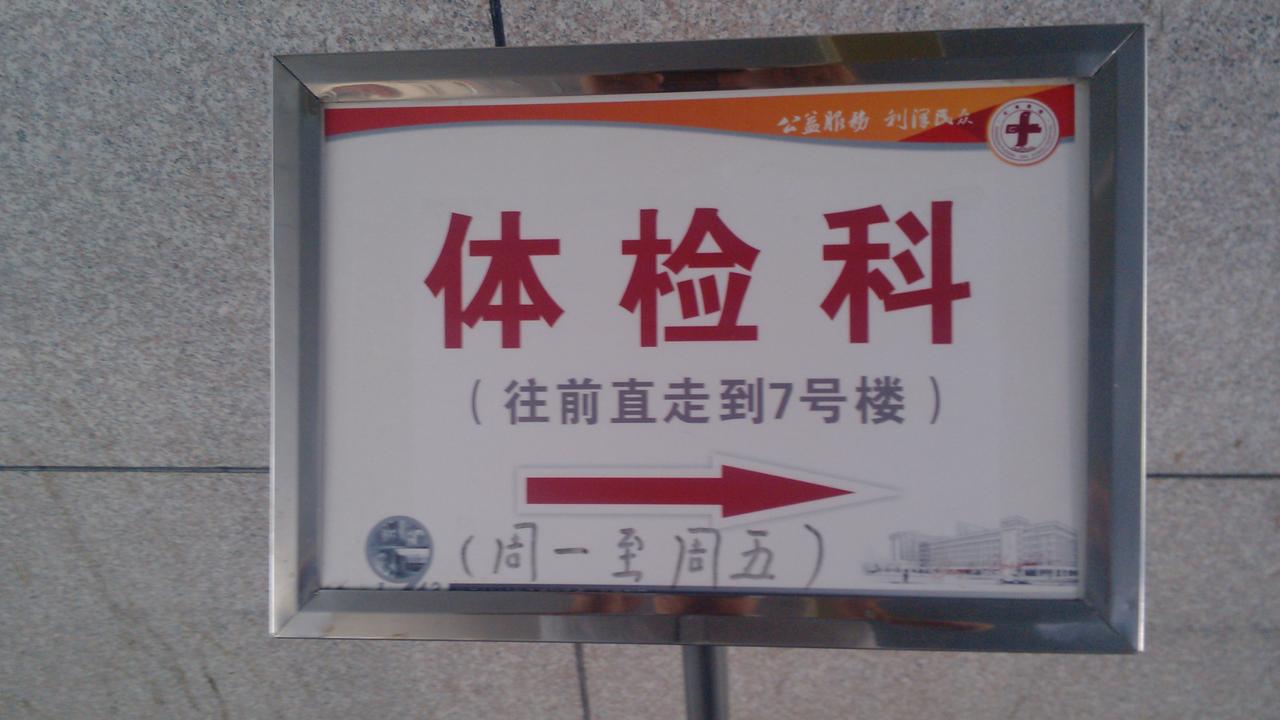 公益服务 利泽民众
体检科
（往前直走到7号楼）
（周一至周五）